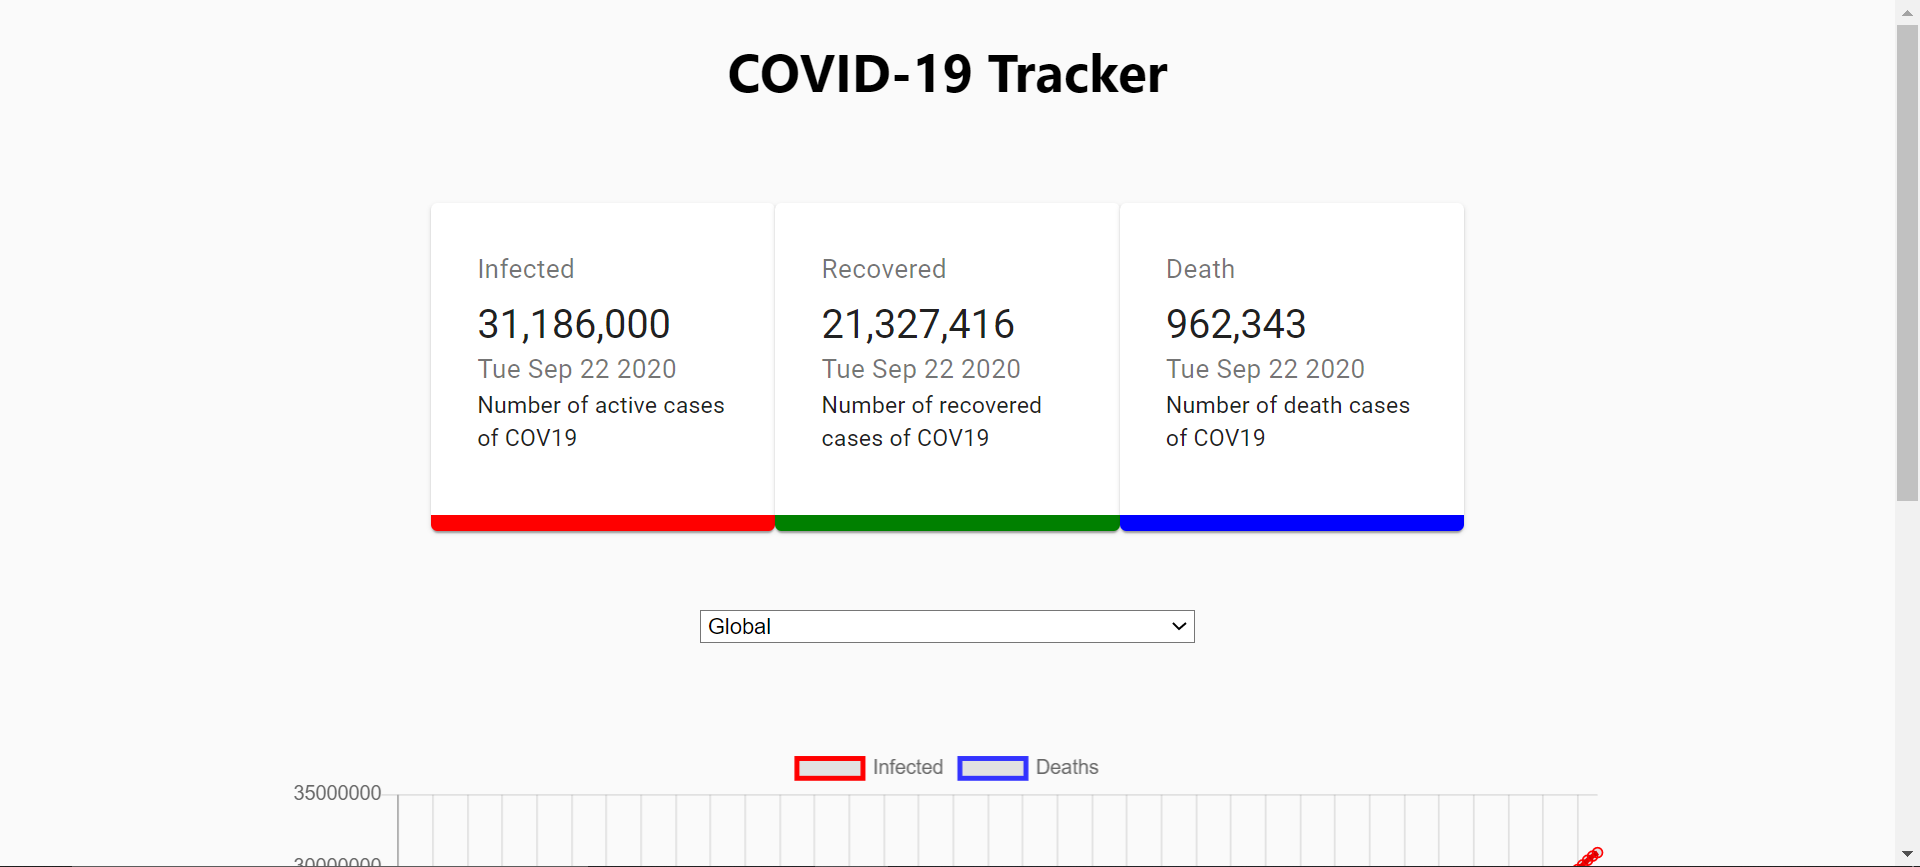 COVID-19 Tracker
Infected
31,186,000
Tue Sep 22 2020
Number of active cases
of COV19
Recovered
21,327,416
Tue Sep 22 2020
Number of recovered
cases of COV19
Death
962,343
Tue Sep 22 2020
Number of death cases
of COV19
Global
Infected Deaths
35000000
30000000